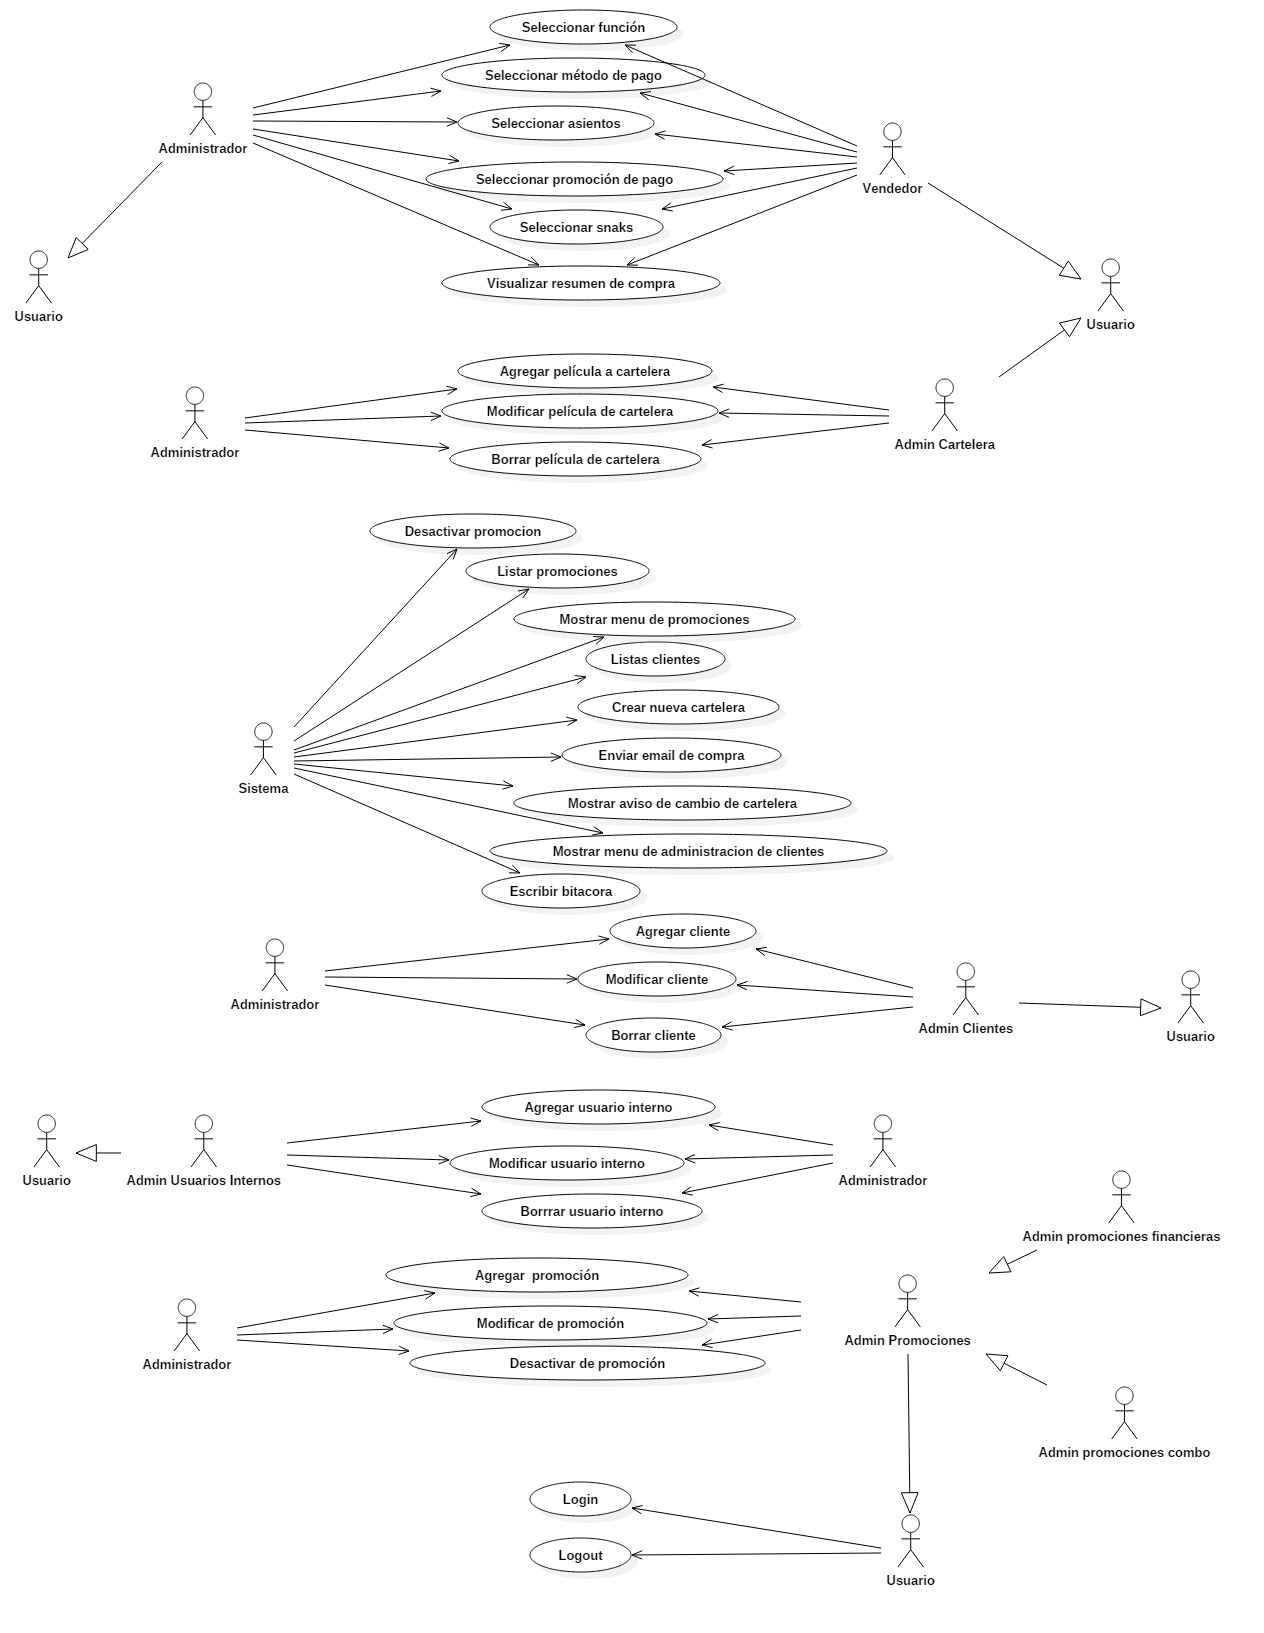 Seleccionar función
Seleccionar método de pago
Seleccionar asientos
Administrador
Seleccionar promoción de pago
Vendedor
Seleccionar snaks
Visualizar resumen de compra
Usuario
Usuario
Agregar película a cartelera
Modificar película de cartelera
Administrador
Admin Cartelera
Borrar película de cartelera
Desactivar promocion
Listar promociones
Mostrar menu de promociones
Listas clientes
Crear nueva cartelera
Enviar email de compra
Sistema
Mostrar aviso de cambio de cartelera
Mostrar menu de administracion de clientes
Escribir bitacora
Agregar cliente
Modificar cliente
Administrador
Admin Clientes
Borrar cliente
Usuario
Agregar usuario interno
Modificar usuario interno
Usuario
Admin Usuarios Internos
Administrador
Borrrar usuario interno
Admin promociones financieras
Agregar  promoción
Modificar de promoción
Admin Promociones
Administrador
Desactivar de promoción
Admin promociones combo
Login
Logout
Usuario